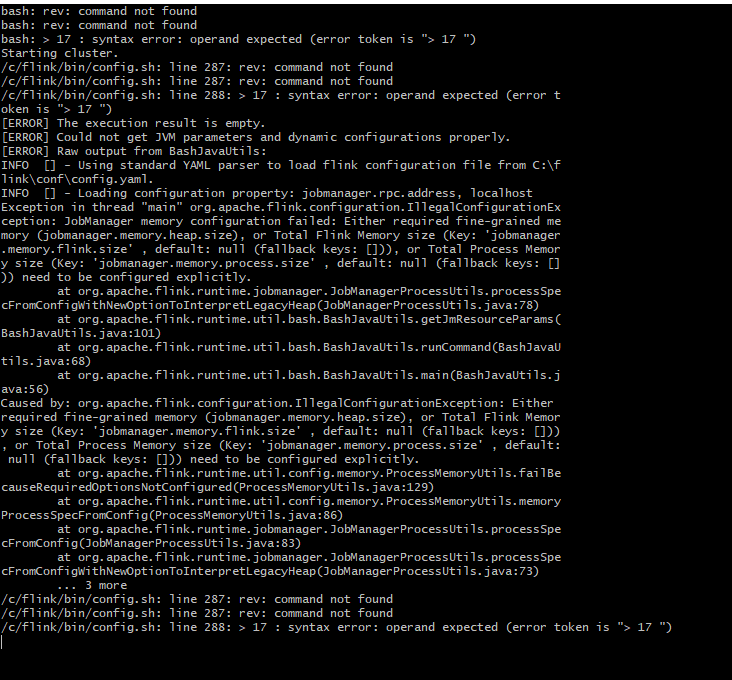 bash: rev: command not found
bash: rev: command not found
bash: > 17 : syntax error: operand expected (error token is "> 17 ")
Starting cluster.
/c/flink/bin/config.sh: line 287: rev: command not found
/c/flink/bin/config.sh: line 287: rev: command not found
/c/flink/bin/config.sh: line 288: > 17 : syntax error: operand expected (error t
oken is "> 17 ")
[ERROR] The execution result is empty.
[ERROR] Could not get JVM parameters and dynamic configurations properly.
[ERROR] Raw output from BashJavaUtils:
INFO  [] - Using standard YAML parser to load flink configuration file from C:\f
link\conf\config.yaml.
INFO  [] - Loading configuration property: jobmanager.rpc.address, localhost
Exception in thread "main" org.apache.flink.configuration.IllegalConfigurationEx
ception: JobManager memory configuration failed: Either required fine-grained me
mory (jobmanager.memory.heap.size), or Total Flink Memory size (Key: 'jobmanager
.memory.flink.size' , default: null (fallback keys: [])), or Total Process Memor
y size (Key: 'jobmanager.memory.process.size' , default: null (fallback keys: []
)) need to be configured explicitly.
        at org.apache.flink.runtime.jobmanager.JobManagerProcessUtils.processSpe
cFromConfigWithNewOptionToInterpretLegacyHeap(JobManagerProcessUtils.java:78)
        at org.apache.flink.runtime.util.bash.BashJavaUtils.getJmResourceParams(
BashJavaUtils.java:101)
        at org.apache.flink.runtime.util.bash.BashJavaUtils.runCommand(BashJavaU
tils.java:68)
        at org.apache.flink.runtime.util.bash.BashJavaUtils.main(BashJavaUtils.j
ava:56)
Caused by: org.apache.flink.configuration.IllegalConfigurationException: Either
required fine-grained memory (jobmanager.memory.heap.size), or Total Flink Memor
y size (Key: 'jobmanager.memory.flink.size' , default: null (fallback keys: []))
, or Total Process Memory size (Key: 'jobmanager.memory.process.size' , default:
 null (fallback keys: [])) need to be configured explicitly.
        at org.apache.flink.runtime.util.config.memory.ProcessMemoryUtils.failBe
causeRequiredOptionsNotConfigured(ProcessMemoryUtils.java:129)
        at org.apache.flink.runtime.util.config.memory.ProcessMemoryUtils.memory
ProcessSpecFromConfig(ProcessMemoryUtils.java:86)
        at org.apache.flink.runtime.jobmanager.JobManagerProcessUtils.processSpe
cFromConfig(JobManagerProcessUtils.java:83)
        at org.apache.flink.runtime.jobmanager.JobManagerProcessUtils.processSpe
cFromConfigWithNewOptionToInterpretLegacyHeap(JobManagerProcessUtils.java:73)
        ... 3 more
/c/flink/bin/config.sh: line 287: rev: command not found
/c/flink/bin/config.sh: line 287: rev: command not found
/c/flink/bin/config.sh: line 288: > 17 : syntax error: operand expected (error token is "> 17 ")